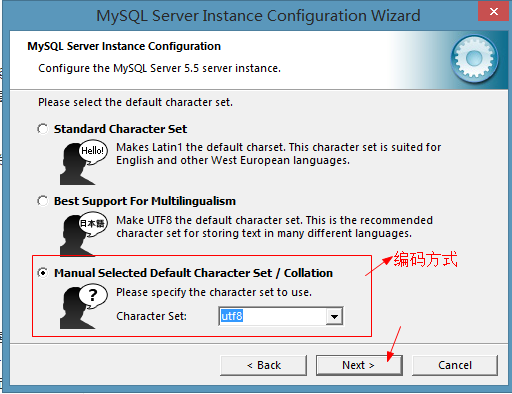 MySQL Server Instance Configuration Wizard
MySQL Server Instance Configuration
Configure the MySQL Server 5.5 server instance.
Please select the default character set.
Standard Character Set
Hello!
Makes Latin1 the default charset. This character set is suited for
English and other West European languages.
Best Support For Multilingualism
日本語
Make UTF8 the default character set. This is the recommended
character set for storing text in many different languages.
Manual Selected Default Character Set / Collation
编码方式
?
Please specify the character set to use.
Character Set:
utf8
< Back
Next >
Cancel